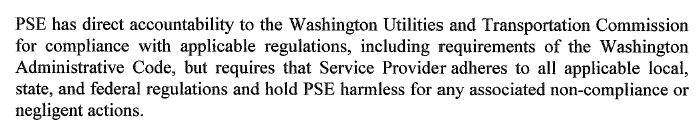 PSE has direct accountability to the Washington Utilities and Transportation Commission
for compliance with applicable regulations, including requirements of the Washington
Administrative Code, but requires that Service Provider adheres to all applicable local,
state, and federal regulations and hold PSE harmless for any associated non-compliance or
negligent actions.